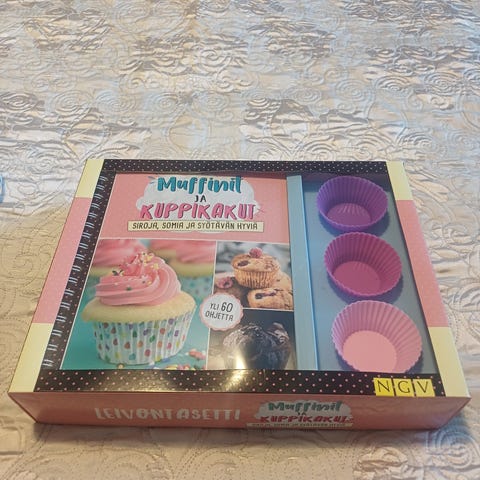 Muffinit
JA
KUPPIKAKUT
SIROJA, SOMIA JA SYÖTÄVÄN HYVIÄ
YLI 60
OHJETTA
NGV
LEIVONTASETTI
Muffinit
JA
KUPPIKAKUT
SIROJA, SOMIA JA SYÖTÄVÄN HYVIÄ